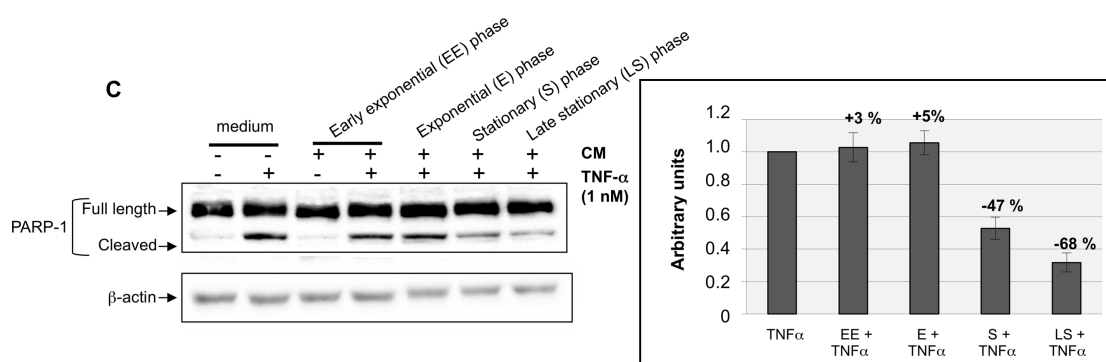 C
medium
Early exponential (EE) phase
Exponential (E) phase
Stationary (S) phase
Late stationary (LS) phase
- - + + + + + CM
- + - + + + + TNF-α
(1 nM)
PARP-1
Full length
Cleaved
β-actin
Arbitrary units
1.2
1.0
0.8
0.6
0.4
0.2
0
+3 %
+5%
-47 %
-68 %
TNFα
EE +
TNFα
E +
TNFα
S +
TNFα
LS +
TNFα